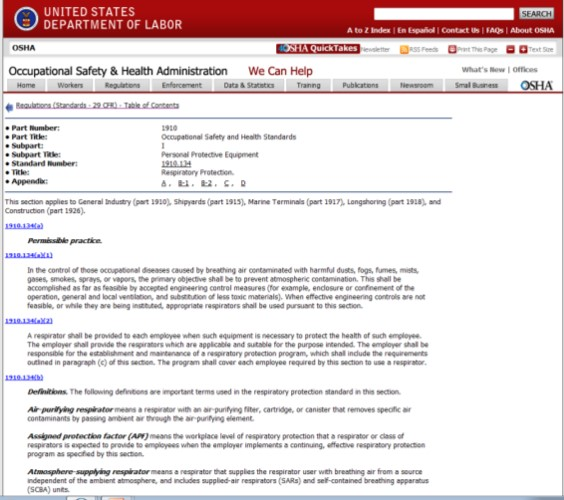 UNITED STATES
DEPARTMENT OF LABOR
SEARCH
A to Z Index | En Español | Contact Us | FAQs | About OSHA
OSHA
OSHA QuickTakes Newsletter RSS Feeds Print This Page Text Size
Occupational Safety & Health Administration We Can Help
What's New | Offices
Home Workers Regulations Enforcement Data & Statistics Training Publications Newsroom Small Business OSHA
Regulations (Standards - 29 CFR) - Table of Contents
• Part Number: 1910
• Part Title: Occupational Safety and Health Standards
• Subpart: I
• Subpart Title: Personal Protective Equipment
• Standard Number: 1910.134
• Title: Respiratory Protection.
• Appendix: A , B-1 , B-2 , C , D
This section applies to General Industry (part 1910), Shipyards (part 1915), Marine Terminals (part 1917), Longshoring (part 1918), and
Construction (part 1926).
1910.134(a)
Permissible practice.
1910.134(a)(1)
In the control of those occupational diseases caused by breathing air contaminated with harmful dusts, fogs, fumes, mists,
gases, smokes, sprays, or vapors, the primary objective shall be to prevent atmospheric contamination. This shall be
accomplished as far as feasible by accepted engineering control measures (for example, enclosure or confinement of the
operation, general and local ventilation, and substitution of less toxic materials). When effective engineering controls are not
feasible, or while they are being instituted, appropriate respirators shall be used pursuant to this section.
1910.134(a)(2)
A respirator shall be provided to each employee when such equipment is necessary to protect the health of such employee.
The employer shall provide the respirators which are applicable and suitable for the purpose intended. The employer shall be
responsible for the establishment and maintenance of a respiratory protection program, which shall include the requirements
outlined in paragraph (c) of this section. The program shall cover each employee required by this section to use a respirator.
1910.134(b)
Definitions. The following definitions are important terms used in the respiratory protection standard in this section.
Air-purifying respirator means a respirator with an air-purifying filter, cartridge, or canister that removes specific air
contaminants by passing ambient air through the air-purifying element.
Assigned protection factor (APF) means the workplace level of respiratory protection that a respirator or class of
respirators is expected to provide to employees when the employer implements a continuing, effective respiratory protection
program as specified by this section.
Atmosphere-supplying respirator means a respirator that supplies the respirator user with breathing air from a source
independent of the ambient atmosphere, and includes supplied-air respirators (SARs) and self-contained breathing apparatus
(SCBA) units.